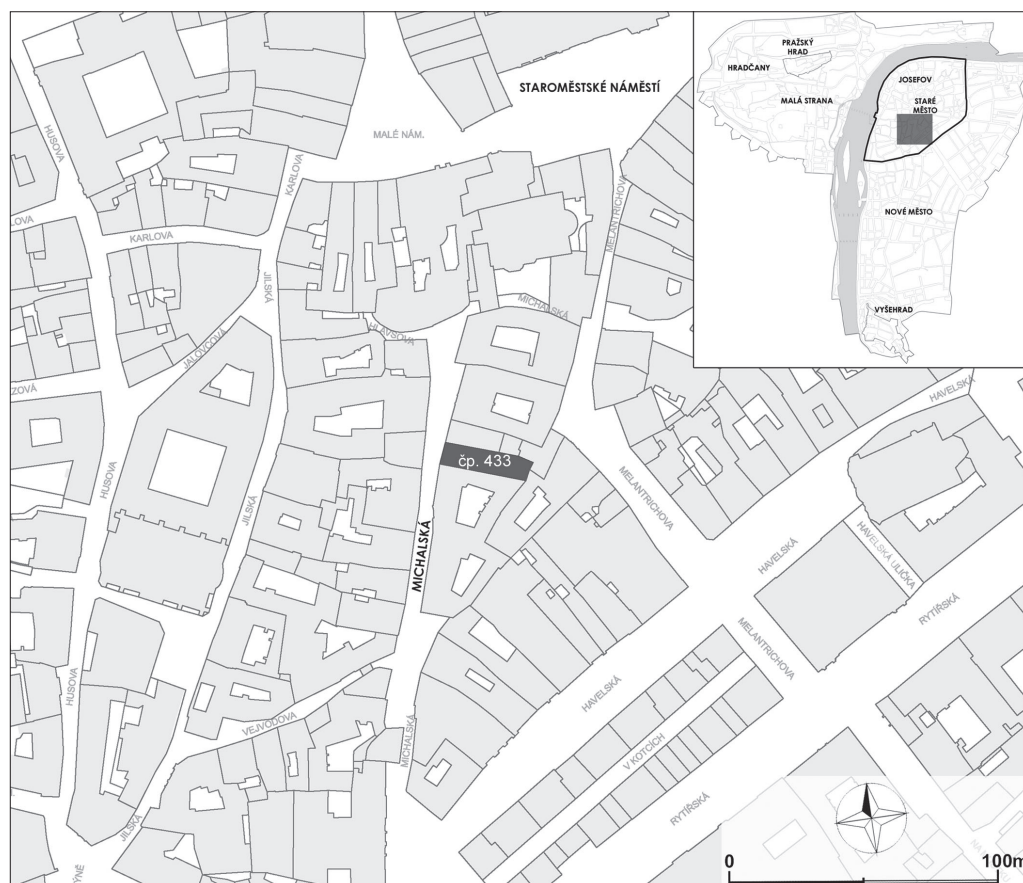 STAROMĚSTSKÉ NÁMĚSTÍ
MALÉ NÁM.
HUSOVA
KARLOVA
MELANTRICHOVA
LOVA
KARLOVA
JILSKÁ
MICHALSKÁ
HLAVSOVA
JALOVCOVÁ
ZOVÁ
HAVELSKÁ
čp. 433
HUSOVA
MELANTRICHOVA
JILSKÁ
MICHALSKÁ
HAVELSKÁ
HAVELSKÁ ULIČKA
RYTÍŘSKÁ
MELANTRICHOVA
HUSOVA
HAVELSKÁ
VEJVODOVA
MICHALSKÁ
V KOTCÍCH
RYTÍŘSKÁ
JILSKÁ
YNĚ
PRAŽSKÝ
HRAD
HRADČANY
JOSEFOV
MALÁ STRANA
STARÉ
MĚSTO
NOVÉ MĚSTO
VYŠEHRAD
0
100m